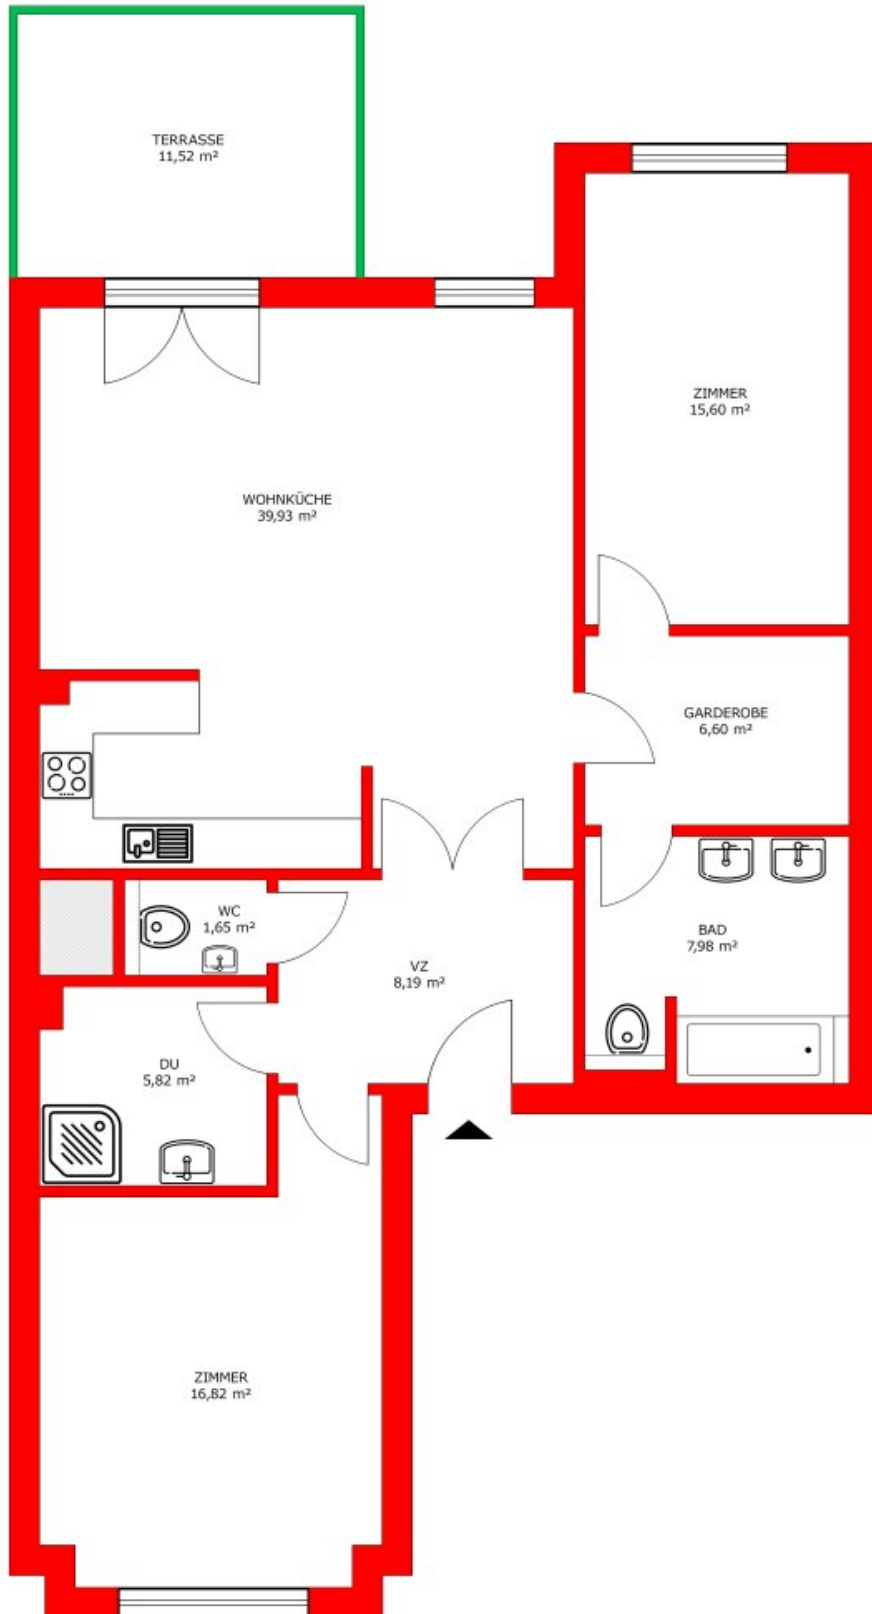 TERRASSE
11,52 m²
ZIMMER
15,60 m²
WOHNKÜCHE
39,93 m²
GARDEROBE
6,60 m²
WC
1,65 m²
BAD
7,98 m²
VZ
8,19 m²
DU
5,82 m²
ZIMMER
16,82 m²